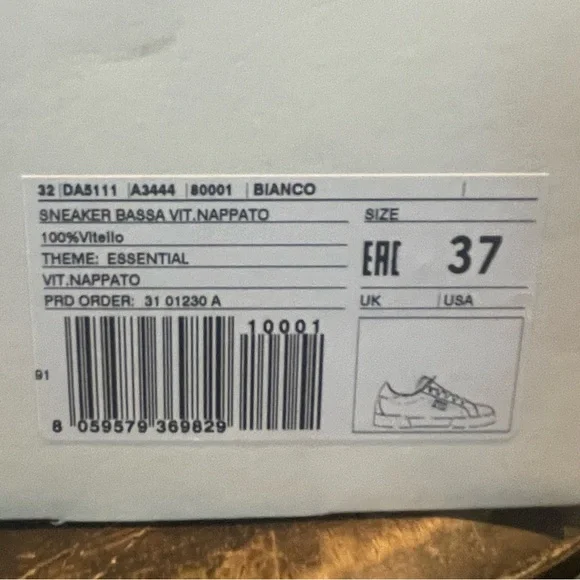 32 | DA5111 | A3444 | 80001 | BIANCO |
SNEAKER BASSA VIT.NAPPATO
SIZE
100%Vitello
THEME: ESSENTIAL
EAC 37
VIT.NAPPATO
PRD ORDER: 31 01230 A
UK | USA
10001
91
8 059579 369829